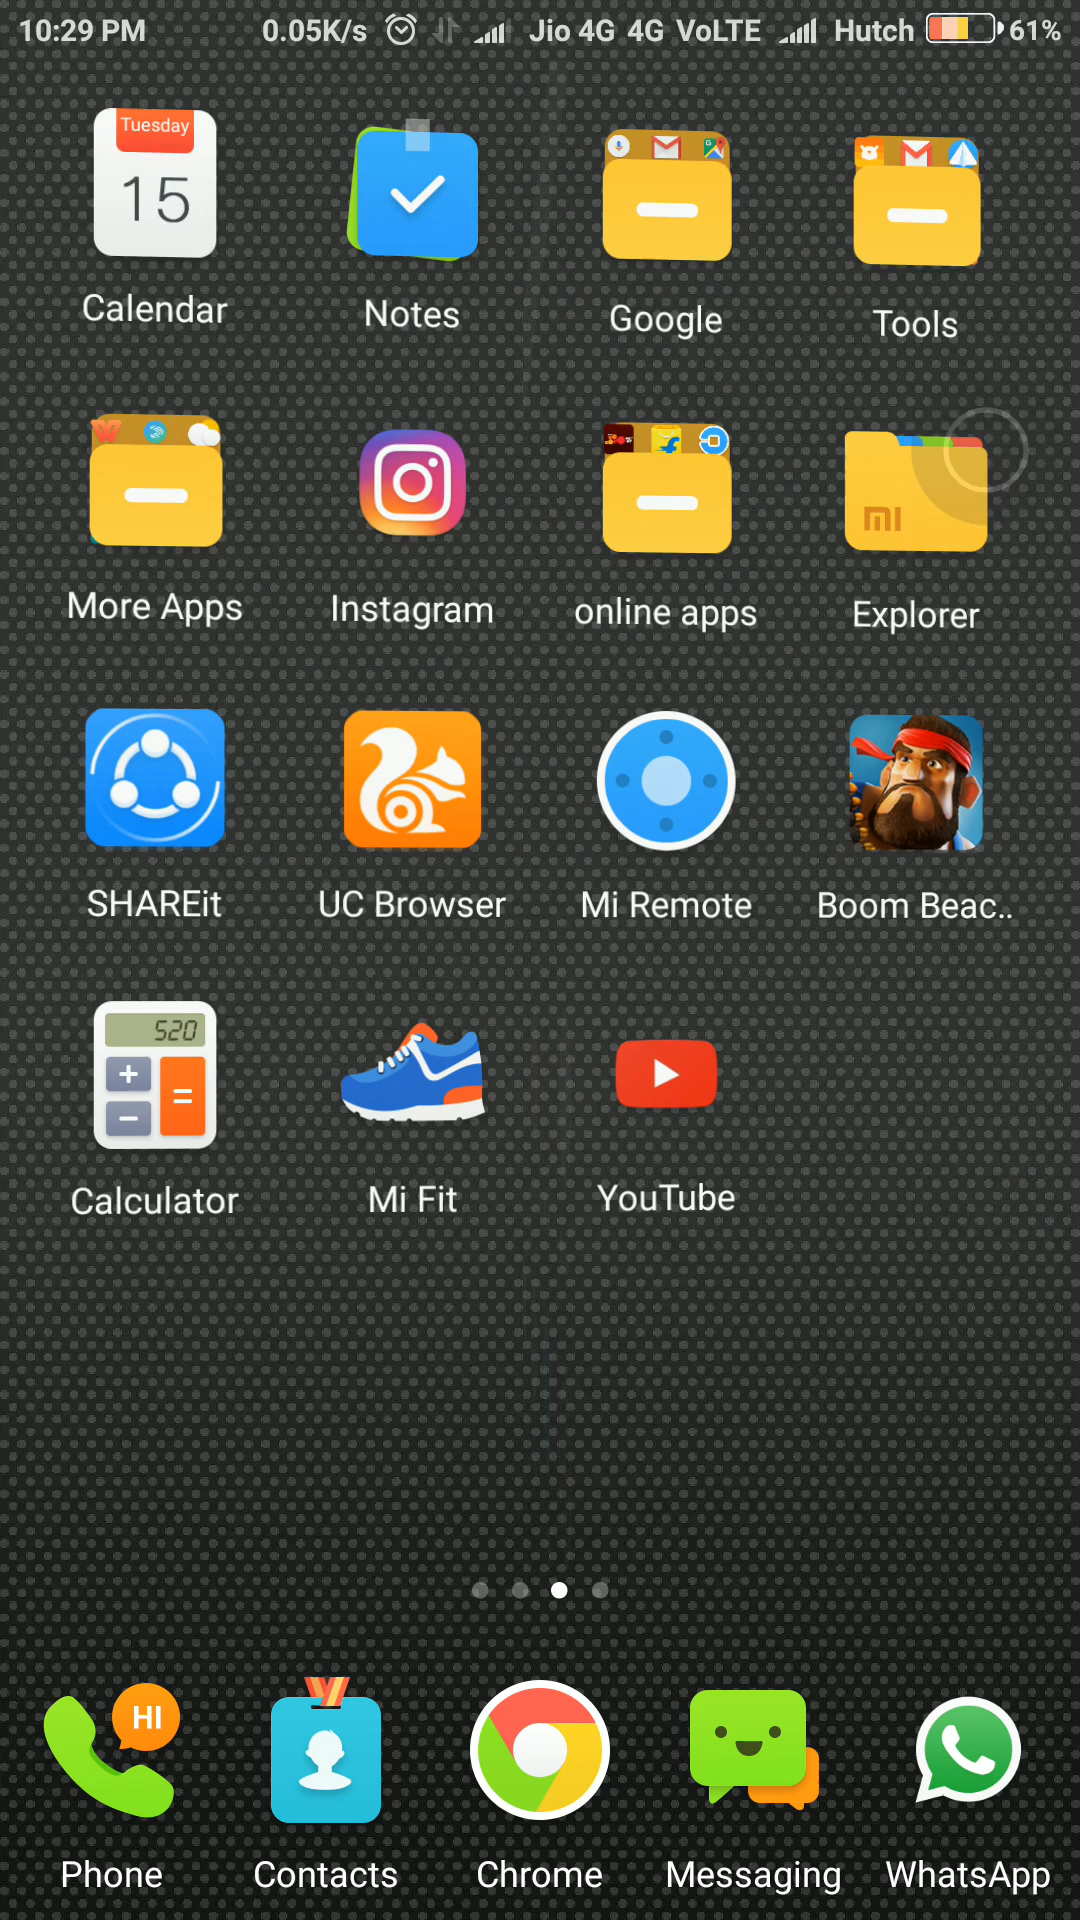 10:29 PM 0.05K/s Jio 4G 4G VoLTE Hutch 61%
Tuesday
15
Calendar Notes Google Tools
MI
More Apps Instagram online apps Explorer
SHAREit UC Browser Mi Remote Boom Beac..
520
+
=
−
Calculator Mi Fit YouTube
HI
Phone Contacts Chrome Messaging WhatsApp